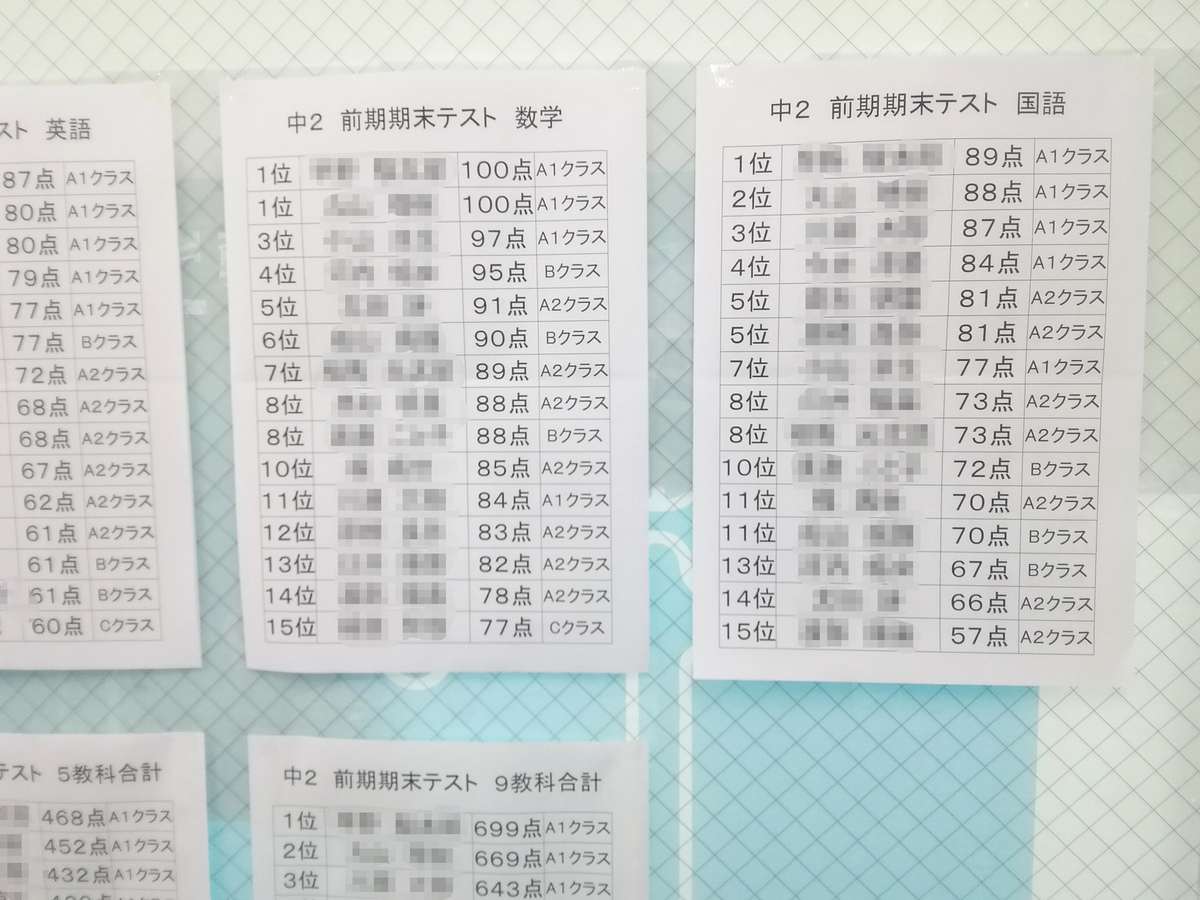 スト 英語
87点 A1クラス
80点 A1クラス
80点 A1クラス
79点 A1クラス
77点 A1クラス
77点 Bクラス
72点 A2クラス
68点 A2クラス
68点 A2クラス
67点 A2クラス
62点 A2クラス
61点 A2クラス
61点 Bクラス
61点 Bクラス
60点 Cクラス
中2 前期期末テスト 数学
1位 100点 A1クラス
1位 100点 A1クラス
3位 97点 A1クラス
4位 95点 Bクラス
5位 91点 A2クラス
6位 90点 Bクラス
7位 89点 A2クラス
8位 88点 A2クラス
8位 88点 Bクラス
10位 85点 A2クラス
11位 84点 A1クラス
12位 83点 A2クラス
13位 82点 A2クラス
14位 78点 A2クラス
15位 77点 Cクラス
中2 前期期末テスト 国語
1位 89点 A1クラス
2位 88点 A1クラス
3位 87点 A1クラス
4位 84点 A1クラス
5位 81点 A2クラス
5位 81点 A2クラス
7位 77点 A1クラス
8位 73点 A2クラス
8位 73点 A2クラス
10位 72点 Bクラス
11位 70点 A2クラス
11位 70点 Bクラス
13位 67点 Bクラス
14位 66点 A2クラス
15位 57点 A2クラス
テスト 5教科合計
468点 A1クラス
452点 A1クラス
432点 A1クラス
中2 前期期末テスト 9教科合計
1位 699点 A1クラス
2位 669点 A1クラス
3位 643点 A1クラス